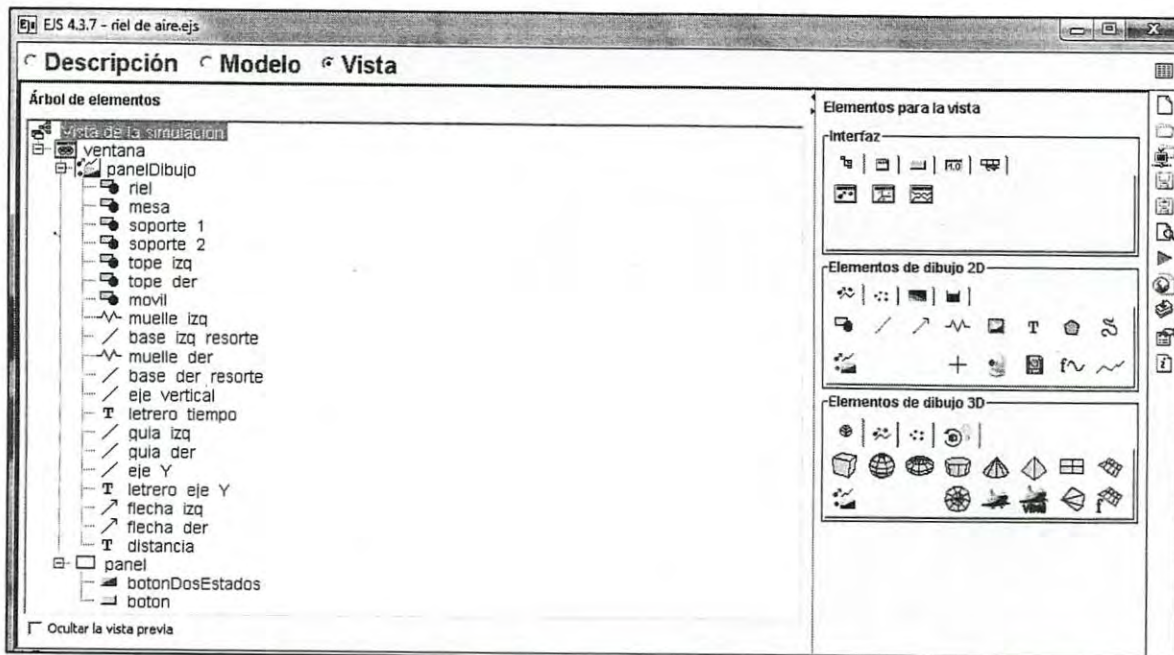 EJS 4.3.7 - riel de aire.ejs
Descripción Modelo Vista
Árbol de elementos
Vista de la simulación
ventana
panelDibujo
riel
mesa
soporte 1
soporte 2
tope izq
tope der
movil
muelle izq
base izq resorte
muelle der
base der resorte
eje vertical
T letrero tiempo
guia izq
guia der
eje Y
T letrero eje Y
flecha izq
flecha der
T distancia
panel
botonDosEstados
boton
Ocultar la vista previa
Elementos para la vista
Interfaz
Elementos de dibujo 2D
T
Elementos de dibujo 3D